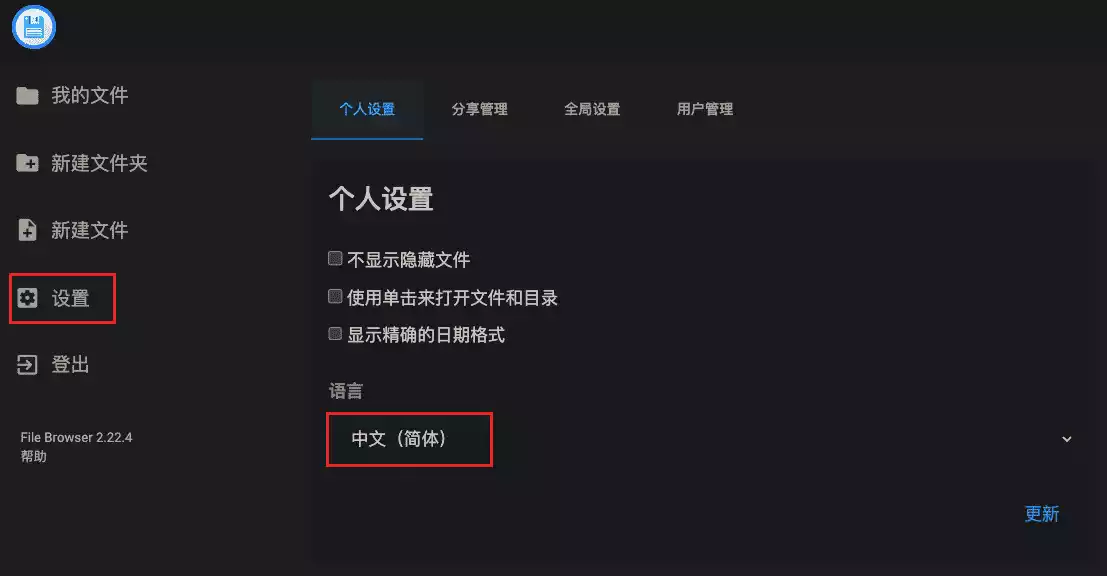 我的文件
新建文件夹
新建文件
设置
登出
File Browser 2.22.4
帮助
个人设置 分享管理 全局设置 用户管理
个人设置
不显示隐藏文件
使用单击来打开文件和目录
显示精确的日期格式
语言
中文（简体）
更新